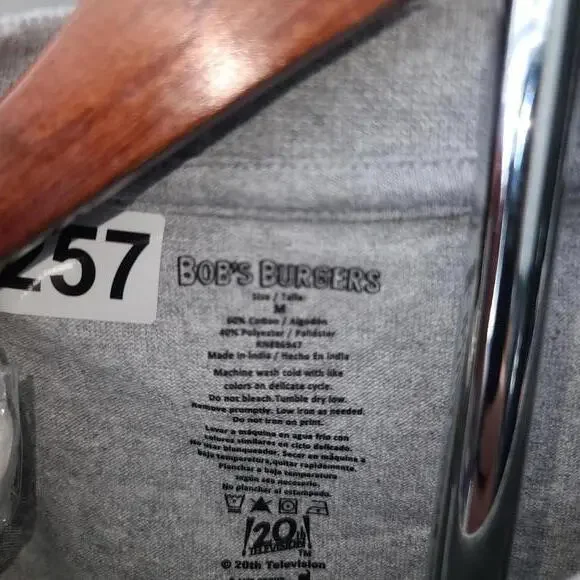 257
BOB'S BURGERS
Size / Talla:
M
60% Cotton / Algodón
40% Polyester / Poliéster
Made in India / Hecho En India
Machine wash cold with like
colors on delicate cycle.
Do not bleach. Tumble dry low.
Remove promptly. Low iron as needed.
Do not iron on print.
Lavar a máquina en agua fría con
colores similares en ciclo delicado.
No usar blanqueador. Secar en máquina a
baja temperatura, quitar rapidamente.
Planchar a baja temperatura
según sea necesario.
No planchar el estampado.
20th
TELEVISION
TM
© 20th Television